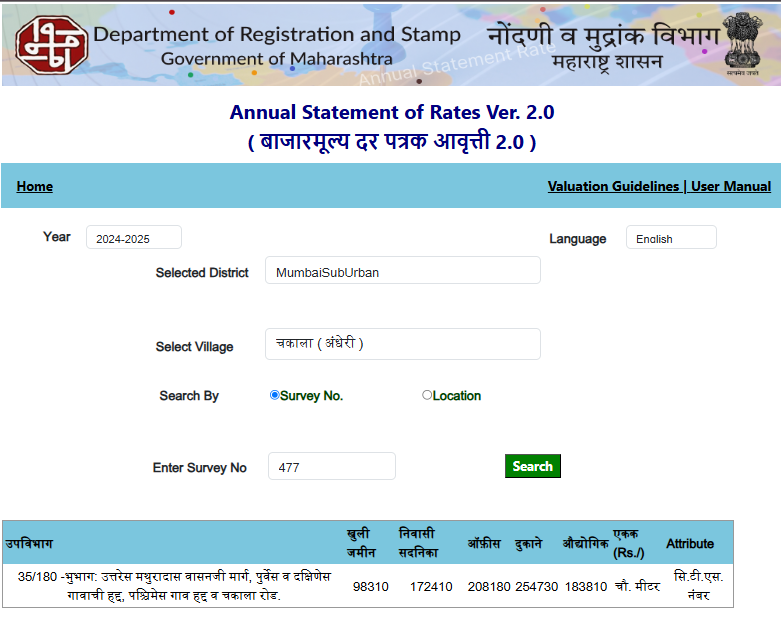 Department of Registration and Stamp
Government of Maharashtra
Annual Statement Rate
नोंदणी व मुद्रांक विभाग
महाराष्ट्र शासन
सत्यमेव जयते
Annual Statement of Rates Ver. 2.0
( बाजारमूल्य दर पत्रक आवृत्ती 2.0 )
Home
Valuation Guidelines | User Manual
Year 2024-2025
Language English
Selected District MumbaiSubUrban
Select Village चकाला ( अंधेरी )
Search By Survey No. Location
Enter Survey No 477 Search
उपविभाग खुली जमीन निवासी सदनिका ऑफ़ीस दुकाने औद्योगिक एकक (Rs./) Attribute
35/180 -भुभाग: उत्तरेस मथुरादास वासनजी मार्ग, पुर्वेस व दक्षिणेस
गावाची हद्द, पश्चिमेस गाव हद्द व चकाला रोड.
98310 172410 208180 254730 183810 चौ. मीटर सि.टी.एस. नंबर